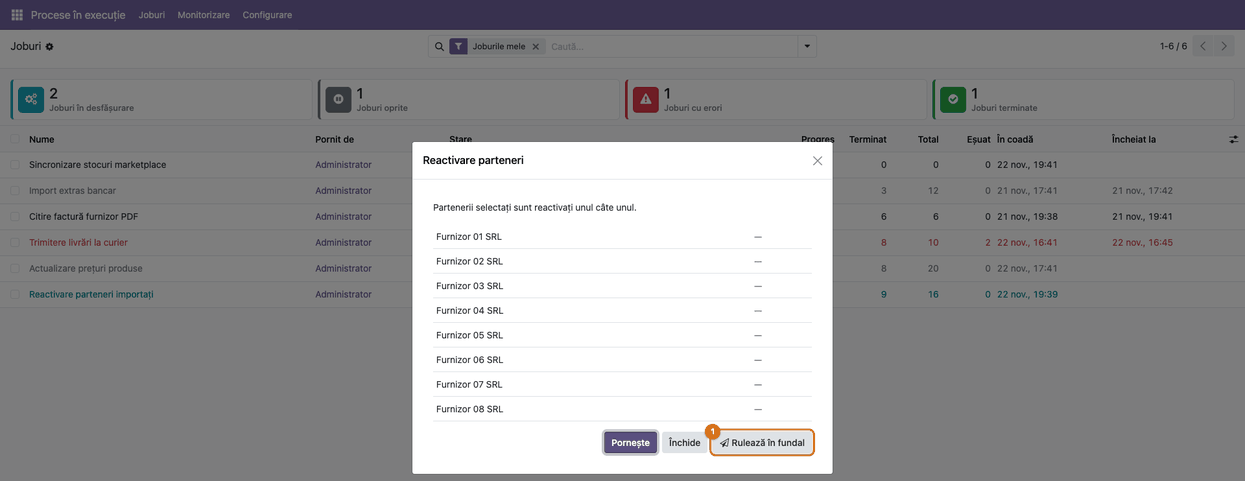 Procese în execuție Joburi Monitorizare Configurare
Joburi Joburile mele Caută... 1-6 / 6
2 Joburi în desfășurare
1 Joburi oprite
1 Joburi cu erori
1 Joburi terminate
Nume Pornit de Stare Progres Terminat Total Eșuat În coadă Încheiat la
Sincronizare stocuri marketplace Administrator 0 0 0 22 nov., 19:41
Import extras bancar Administrator 3 12 0 21 nov., 17:41 21 nov., 17:42
Citire factură furnizor PDF Administrator 6 6 0 21 nov., 19:38 21 nov., 19:41
Trimitere livrări la curier Administrator 8 10 2 22 nov., 16:41 22 nov., 16:45
Actualizare prețuri produse Administrator 8 20 0 22 nov., 17:41
Reactivare parteneri importați Administrator 9 16 0 22 nov., 19:39
Reactivare parteneri
Partenerii selectați sunt reactivați unul câte unul.
Furnizor 01 SRL —
Furnizor 02 SRL —
Furnizor 03 SRL —
Furnizor 04 SRL —
Furnizor 05 SRL —
Furnizor 06 SRL —
Furnizor 07 SRL —
Furnizor 08 SRL —
1
Pornește Închide Rulează în fundal